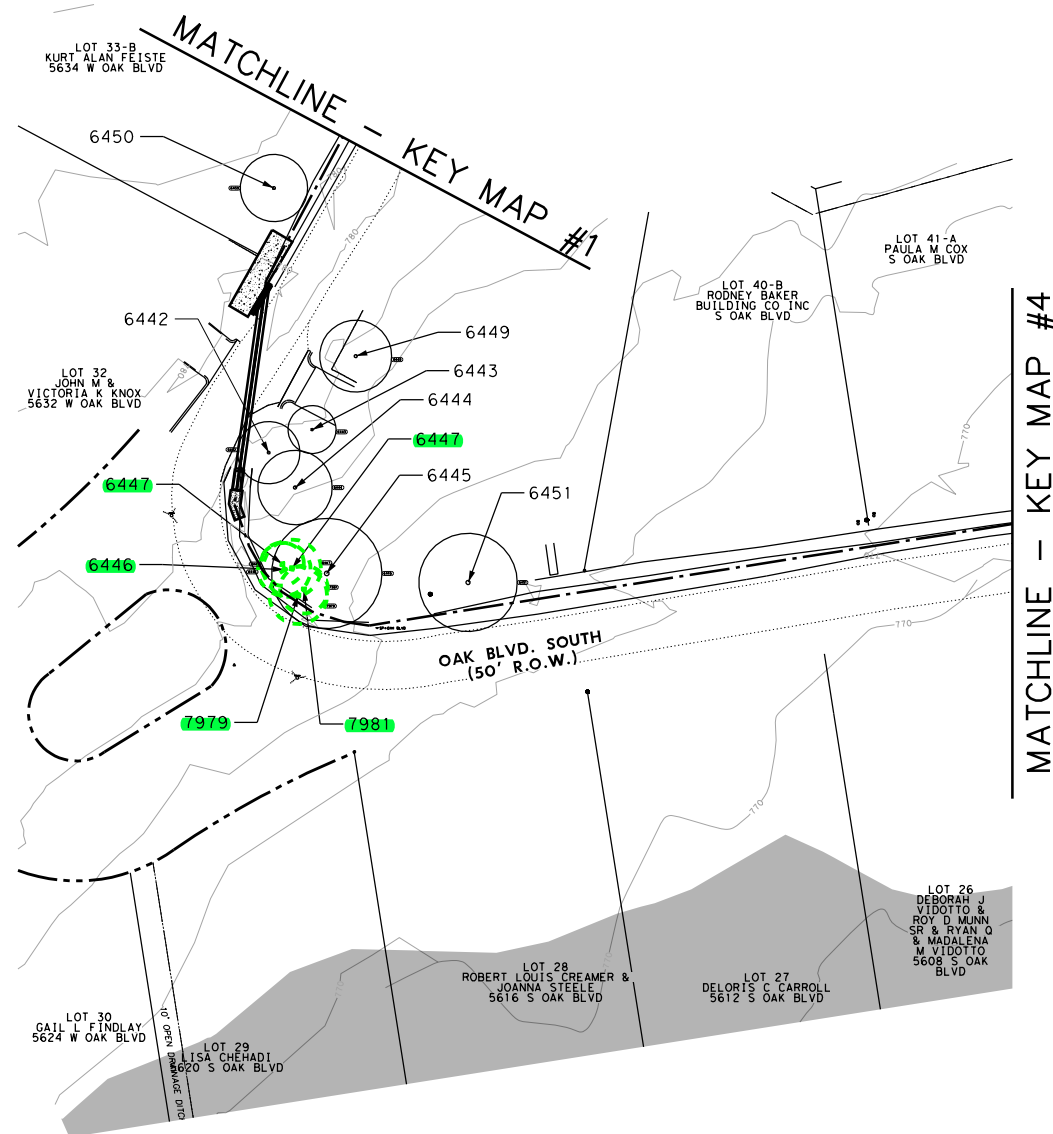 LOT 33-B
KURT ALAN FEISTE
5634 W OAK BLVD
MATCHLINE – KEY MAP #1
6450
780
LOT 41-A
PAULA M COX
S OAK BLVD
LOT 40-B
RODNEY BAKER
BUILDING CO INC
S OAK BLVD
MATCHLINE – KEY MAP #4
6442
6449
LOT 32
JOHN M &
VICTORIA K KNOX
5632 W OAK BLVD
6443
6444
6447
6445
6447
6451
770
6446
OAK BLVD. SOUTH
(50' R.O.W.)
770
7979
7981
770
LOT 26
DEBORAH J
VIDOTTO &
ROY D MUNN
SR & RYAN Q
& MADALENA
M VIDOTTO
5608 S OAK
BLVD
LOT 28
ROBERT LOUIS CREAMER &
JOANNA STEELE
5616 S OAK BLVD
LOT 27
DELORIS C CARROLL
5612 S OAK BLVD
LOT 30
GAIL L FINDLAY
5624 W OAK BLVD
10' OPEN DRAINAGE DITCH
LOT 29
LISA CHEHADI
5620 S OAK BLVD